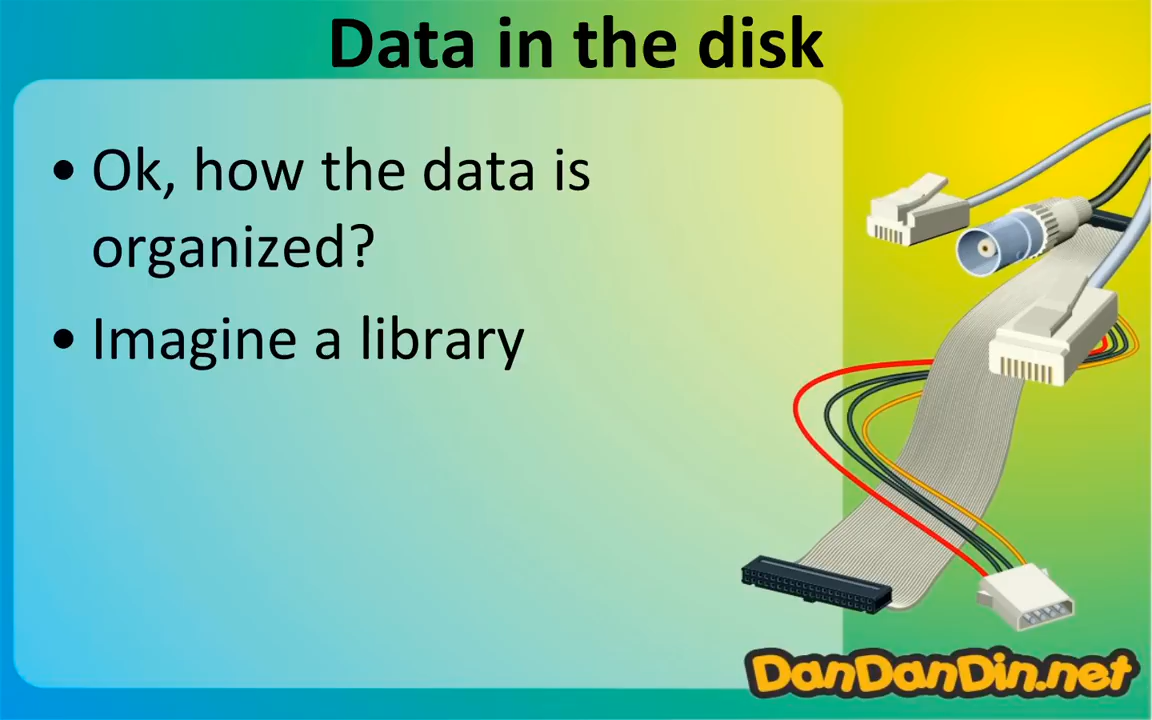 Data in the disk
• Ok, how the data is
organized?
• Imagine a library
DanDanDin.net